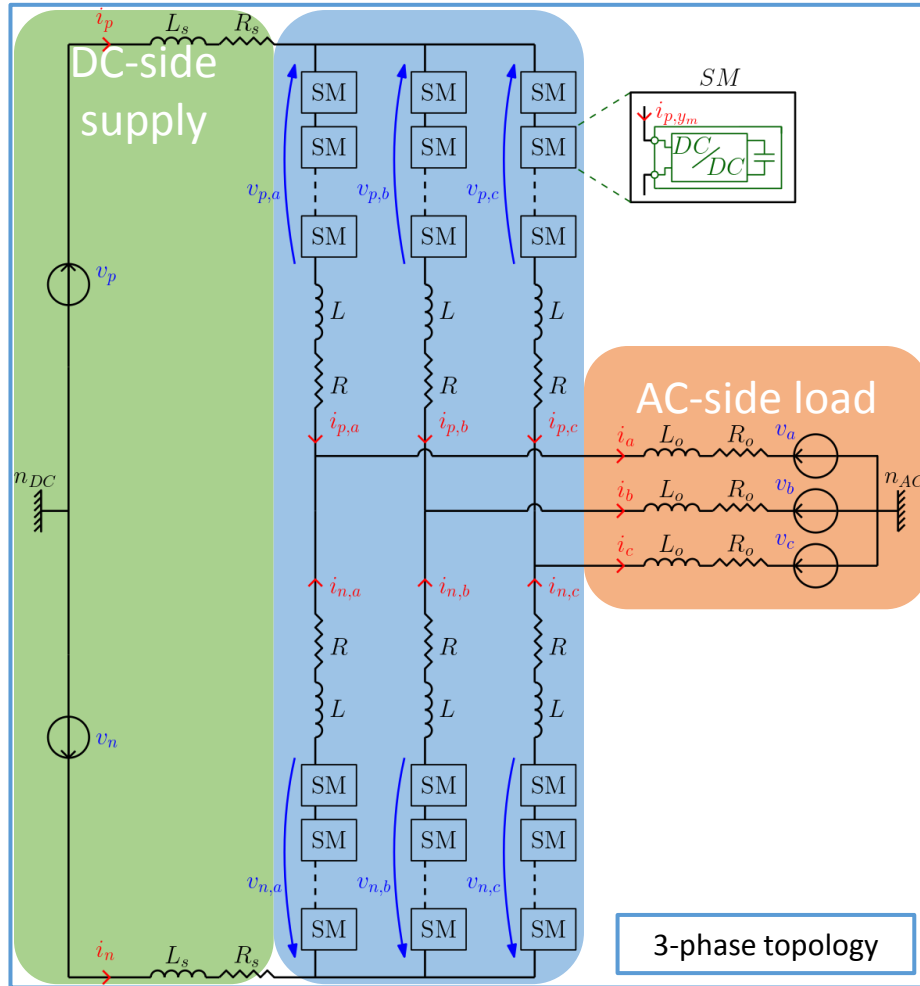 i_p
L_s
R_s
DC-side
supply
SM SM SM
SM SM SM
v_{p,a} v_{p,b} v_{p,c}
SM SM SM
SM
i_{p,y_m}
DC/DC
v_p
L L L
R R R
i_{p,a} i_{p,b} i_{p,c}
AC-side load
i_a L_o R_o v_a
n_{DC}
n_{AC}
i_b L_o R_o v_b
i_c L_o R_o v_c
i_{n,a} i_{n,b} i_{n,c}
R R R
L L L
v_n
SM SM SM
SM SM SM
v_{n,a} v_{n,b} v_{n,c}
SM SM SM
i_n
L_s
R_s
3-phase topology